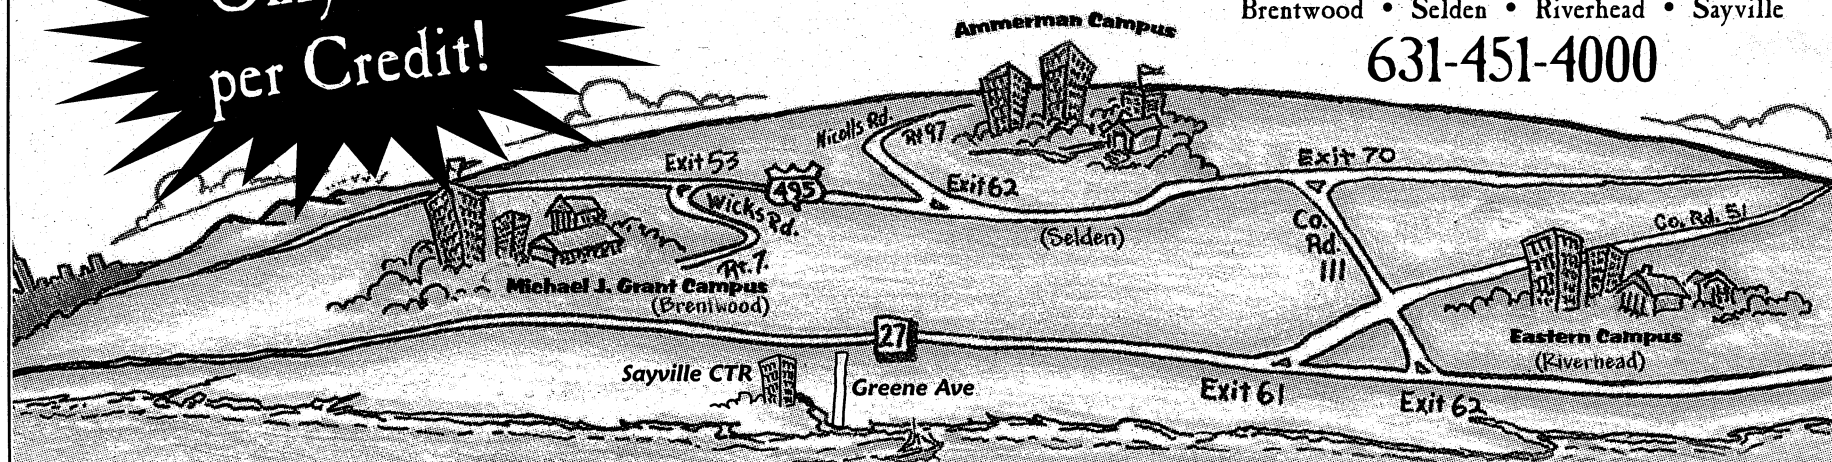 per Credit!
Brentwood • Selden • Riverhead • Sayville
631-451-4000
Ammerman Campus
Nicolls Rd.
Rt 97
Exit 53
495
Exit 62
Exit 70
Wicks Rd.
Rt. 7
(Selden)
Co.
Rd.
111
Co. Rd. 51
Michael J. Grant Campus
(Brentwood)
27
Eastern Campus
(Riverhead)
Sayville CTR
Greene Ave
Exit 61
Exit 62